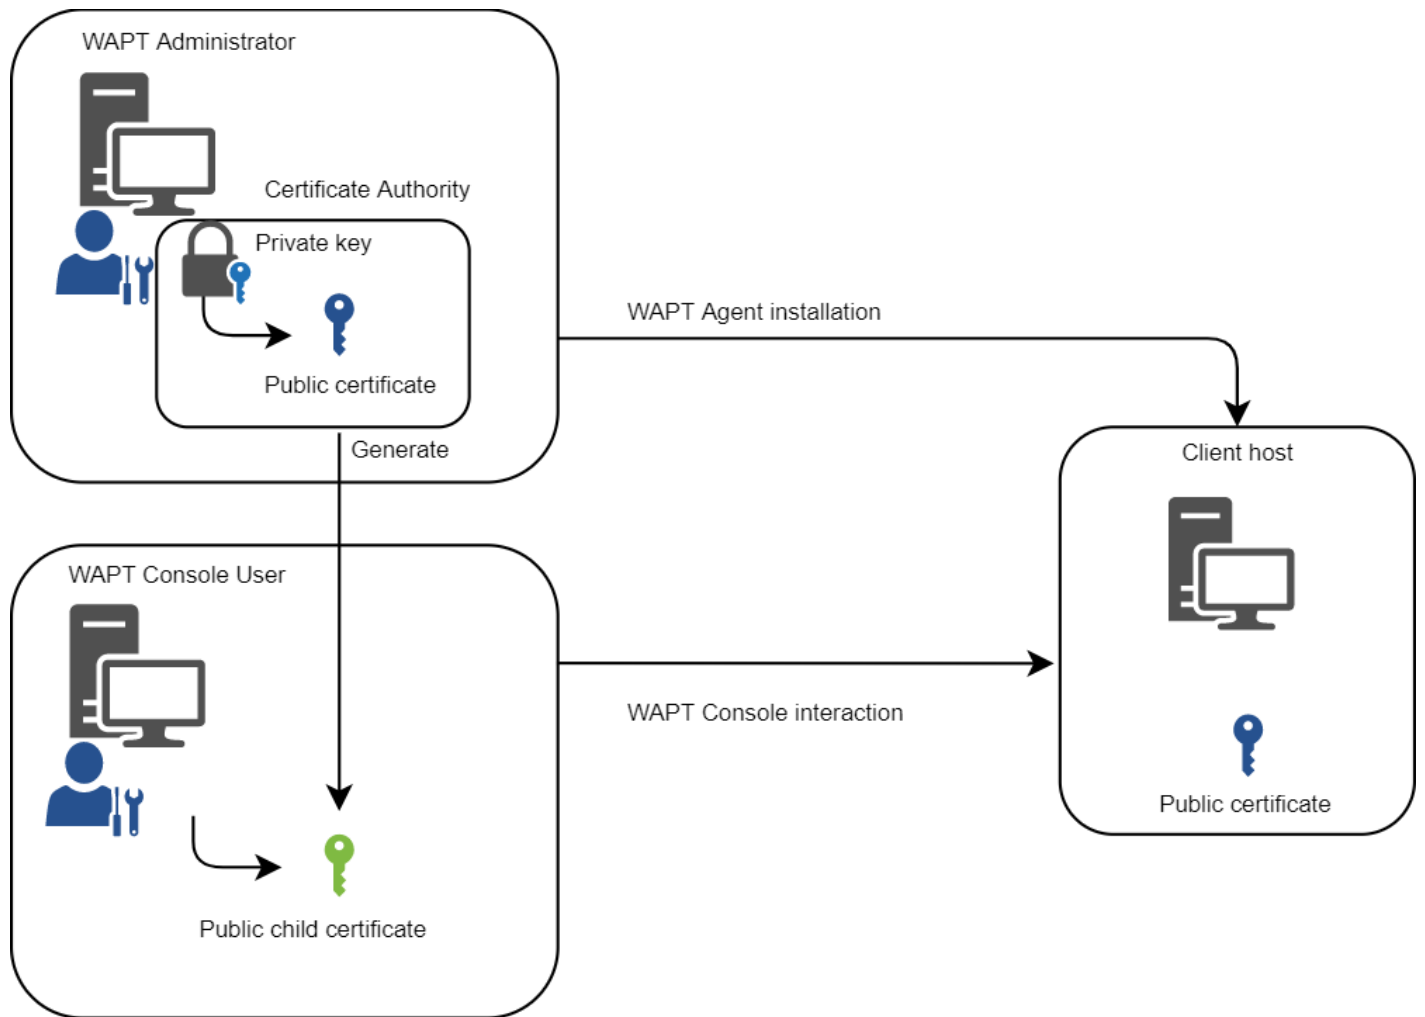 WAPT Administrator
Certificate Authority
Private key
Public certificate
Generate
WAPT Agent installation
Client host
Public certificate
WAPT Console User
WAPT Console interaction
Public child certificate